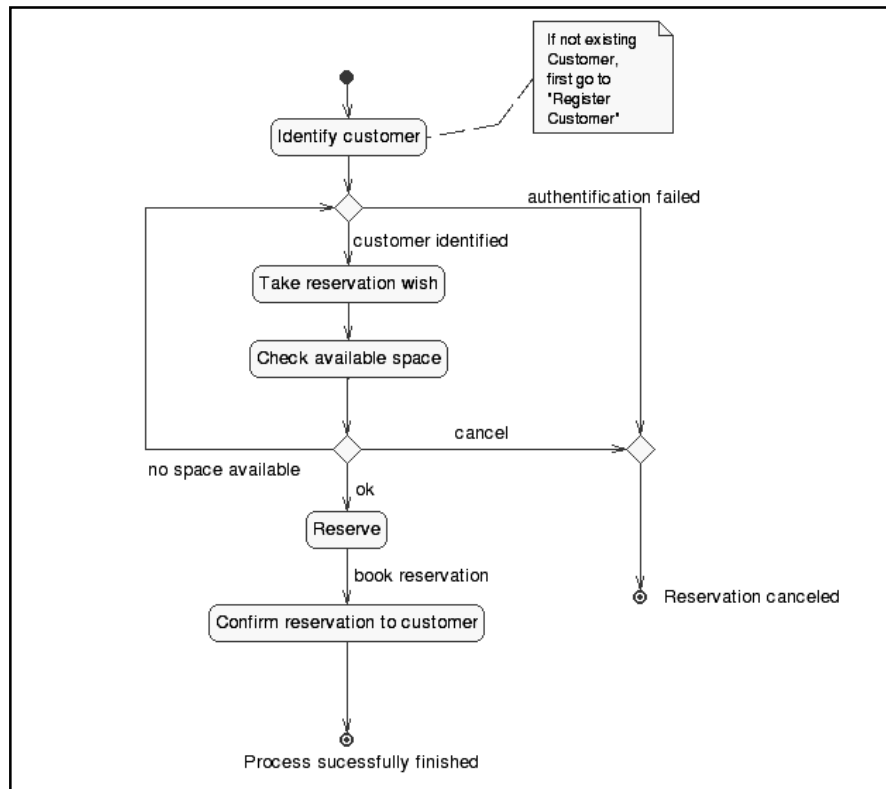 If not existing
Customer,
first go to
"Register
Customer"
Identify customer
authentification failed
customer identified
Take reservation wish
Check available space
cancel
no space available
ok
Reserve
book reservation
Reservation canceled
Confirm reservation to customer
Process sucessfully finished